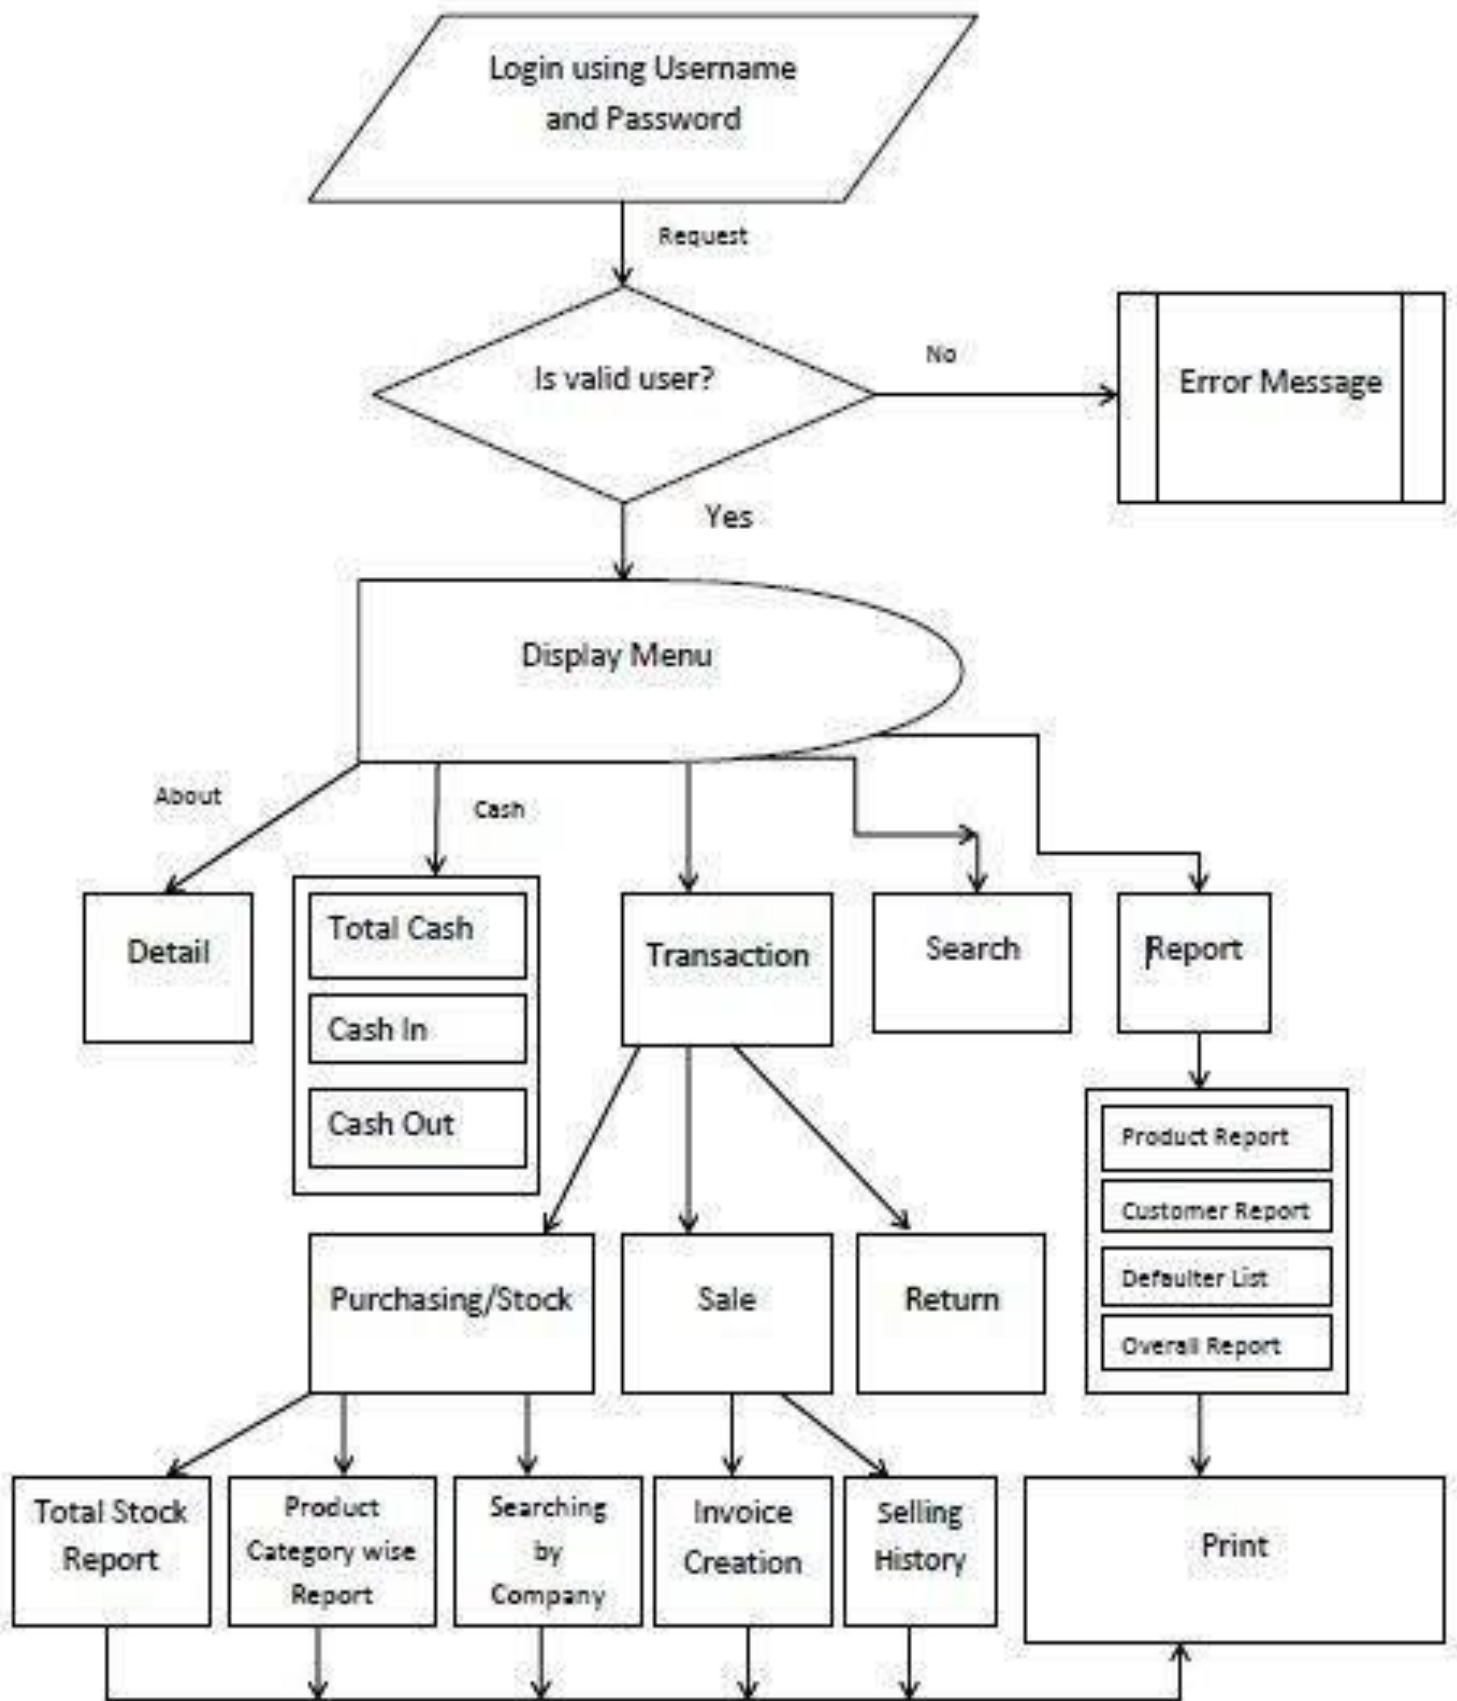 Login using Username
and Password
Request
Is valid user?
No
Error Message
Yes
Display Menu
About
Cash
Detail
Total Cash
Cash In
Cash Out
Transaction
Search
Report
Product Report
Customer Report
Defaulter List
Overall Report
Purchasing/Stock
Sale
Return
Total Stock
Report
Product
Category wise
Report
Searching
by
Company
Invoice
Creation
Selling
History
Print